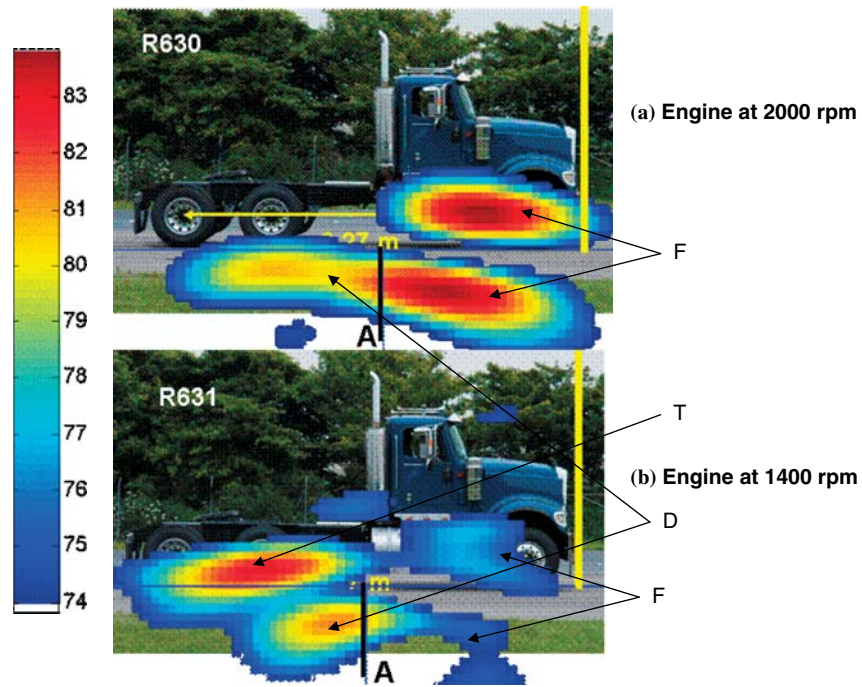 R630
83
82
81
80
79
78
77
76
75
74
(a) Engine at 2000 rpm
F
m
A
R631
T
(b) Engine at 1400 rpm
D
F
m
A